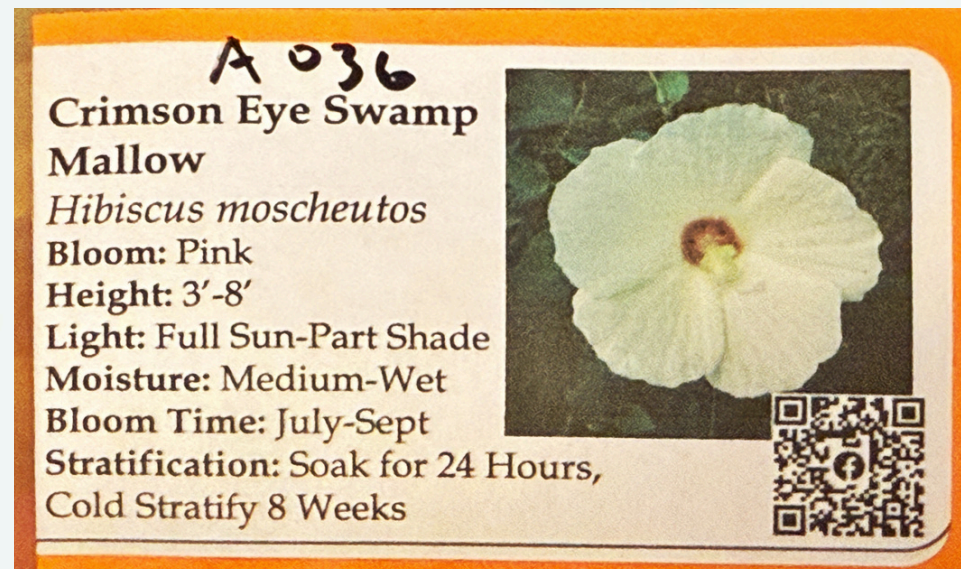 A 036
Crimson Eye Swamp
Mallow
Hibiscus moscheutos
Bloom: Pink
Height: 3′-8′
Light: Full Sun-Part Shade
Moisture: Medium-Wet
Bloom Time: July-Sept
Stratification: Soak for 24 Hours,
Cold Stratify 8 Weeks